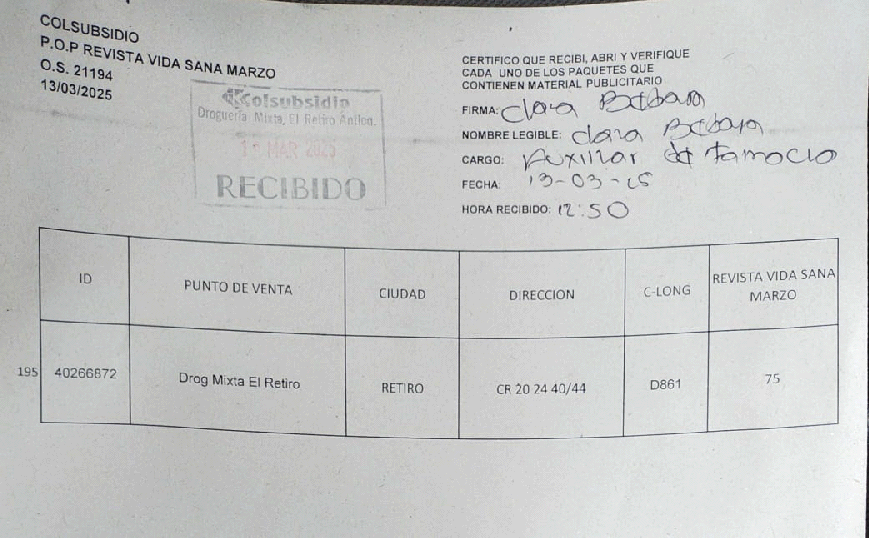 COLSUBSIDIO
P.O.P REVISTA VIDA SANA MARZO
O.S. 21194
13/03/2025
Colsubsidio
Droguería Mixta, El Retiro Antioq.
MAR 2025
RECIBIDO
CERTIFICO QUE RECIBI, ABRI Y VERIFIQUE
CADA UNO DE LOS PAQUETES QUE
CONTIENEN MATERIAL PUBLICITARIO
FIRMA: Clara
NOMBRE LEGIBLE: Clara
CARGO: Auxiliar de
FECHA: 13-03-25
HORA RECIBIDO: 12:50
ID PUNTO DE VENTA CIUDAD DIRECCION C-LONG REVISTA VIDA SANA
MARZO
195 40266872 Drog Mixta El Retiro RETIRO CR 20 24 40/44 D861 75